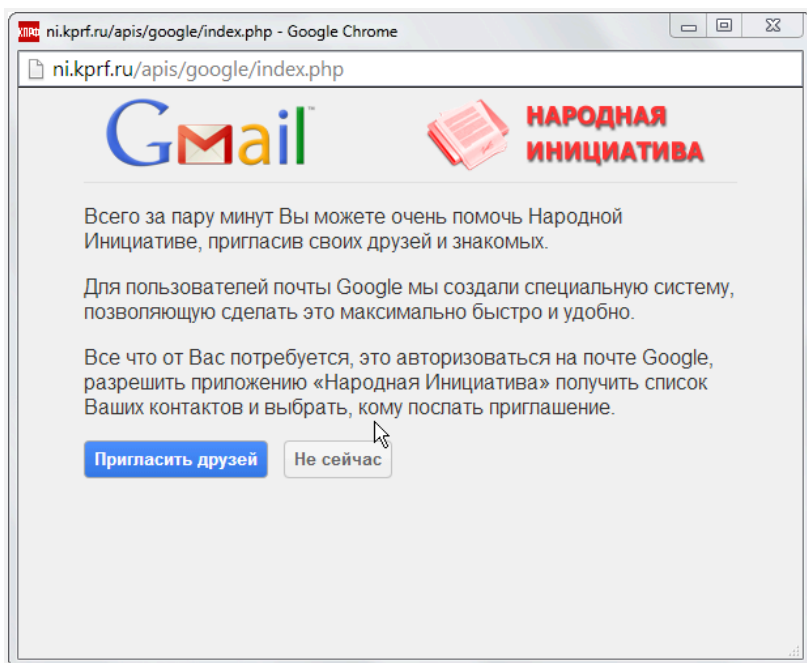 КПРФ ni.kprf.ru/apis/google/index.php - Google Chrome
ni.kprf.ru/apis/google/index.php
Gmail™
НАРОДНАЯ
ИНИЦИАТИВА
Всего за пару минут Вы можете очень помочь Народной
Инициативе, пригласив своих друзей и знакомых.
Для пользователей почты Google мы создали специальную систему,
позволяющую сделать это максимально быстро и удобно.
Все что от Вас потребуется, это авторизоваться на почте Google,
разрешить приложению «Народная Инициатива» получить список
Ваших контактов и выбрать, кому послать приглашение.
Пригласить друзей Не сейчас